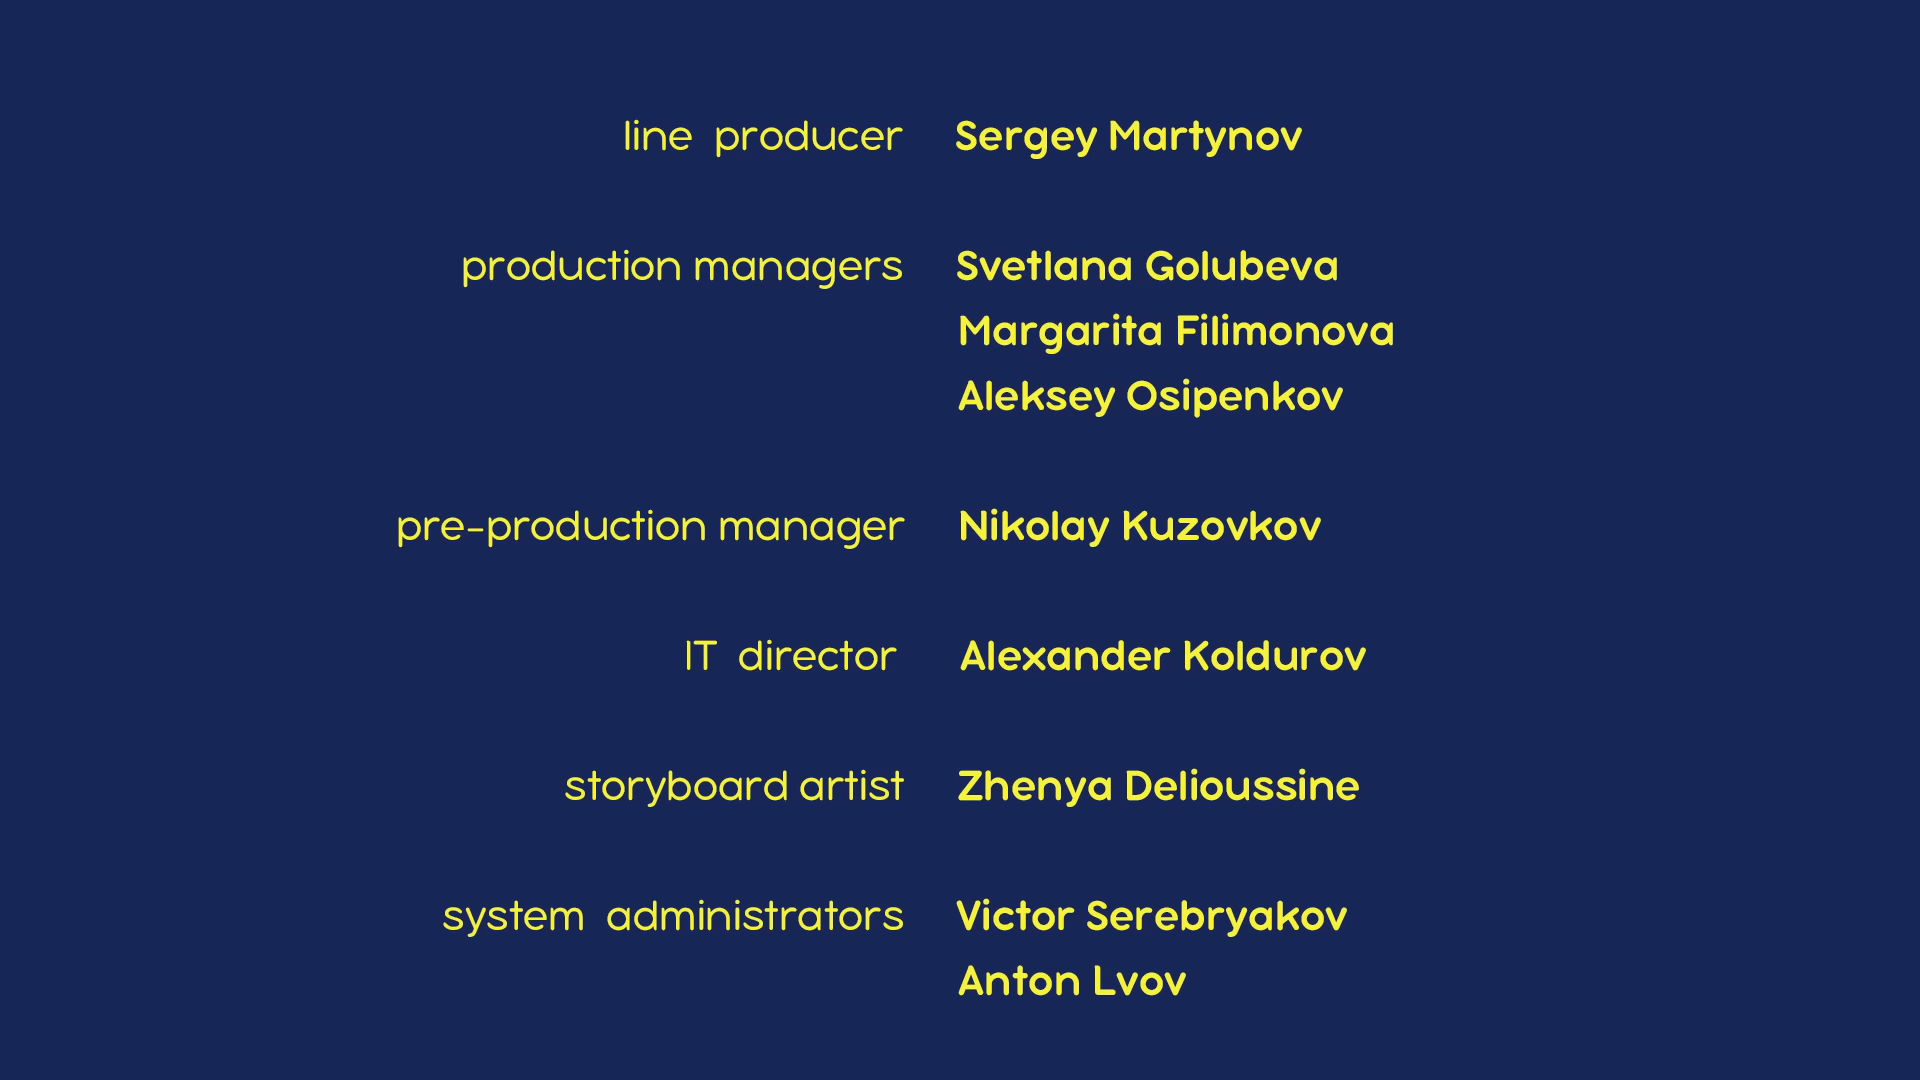 line producer Sergey Martynov
production managers Svetlana Golubeva
Margarita Filimonova
Aleksey Osipenkov
pre-production manager Nikolay Kuzovkov
IT director Alexander Koldurov
storyboard artist Zhenya Delioussine
system administrators Victor Serebryakov
Anton Lvov